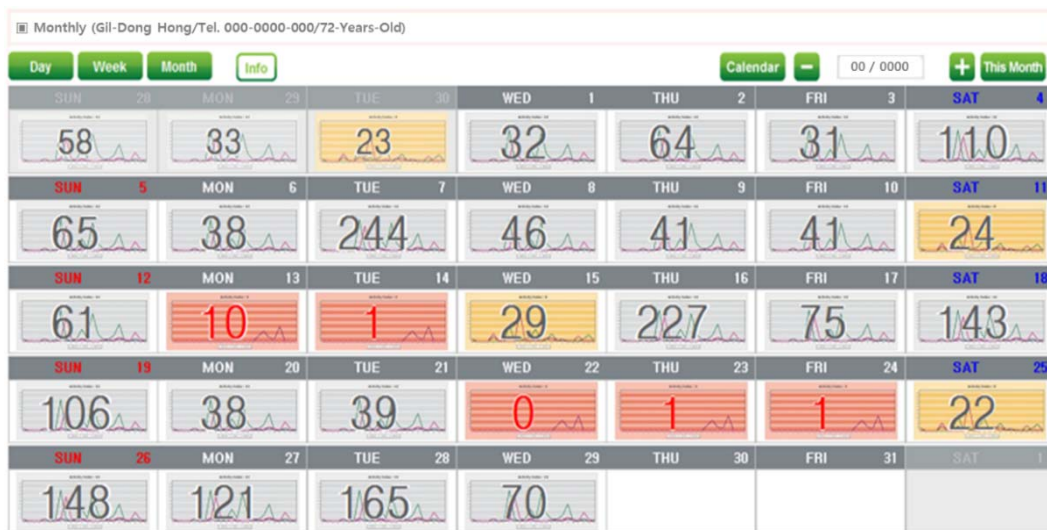 Monthly (Gil-Dong Hong/Tel. 000-0000-000/72-Years-Old)
Day Week Month Info Calendar − 00 / 0000 + This Month
SUN 28 MON 29 TUE 30 WED 1 THU 2 FRI 3 SAT 4
58 33 23 32 64 31 110
SUN 5 MON 6 TUE 7 WED 8 THU 9 FRI 10 SAT 11
65 38 244 46 41 41 24
SUN 12 MON 13 TUE 14 WED 15 THU 16 FRI 17 SAT 18
61 10 1 29 227 75 143
SUN 19 MON 20 TUE 21 WED 22 THU 23 FRI 24 SAT 25
106 38 39 0 1 1 22
SUN 26 MON 27 TUE 28 WED 29 THU 30 FRI 31 SAT 1
148 121 165 70